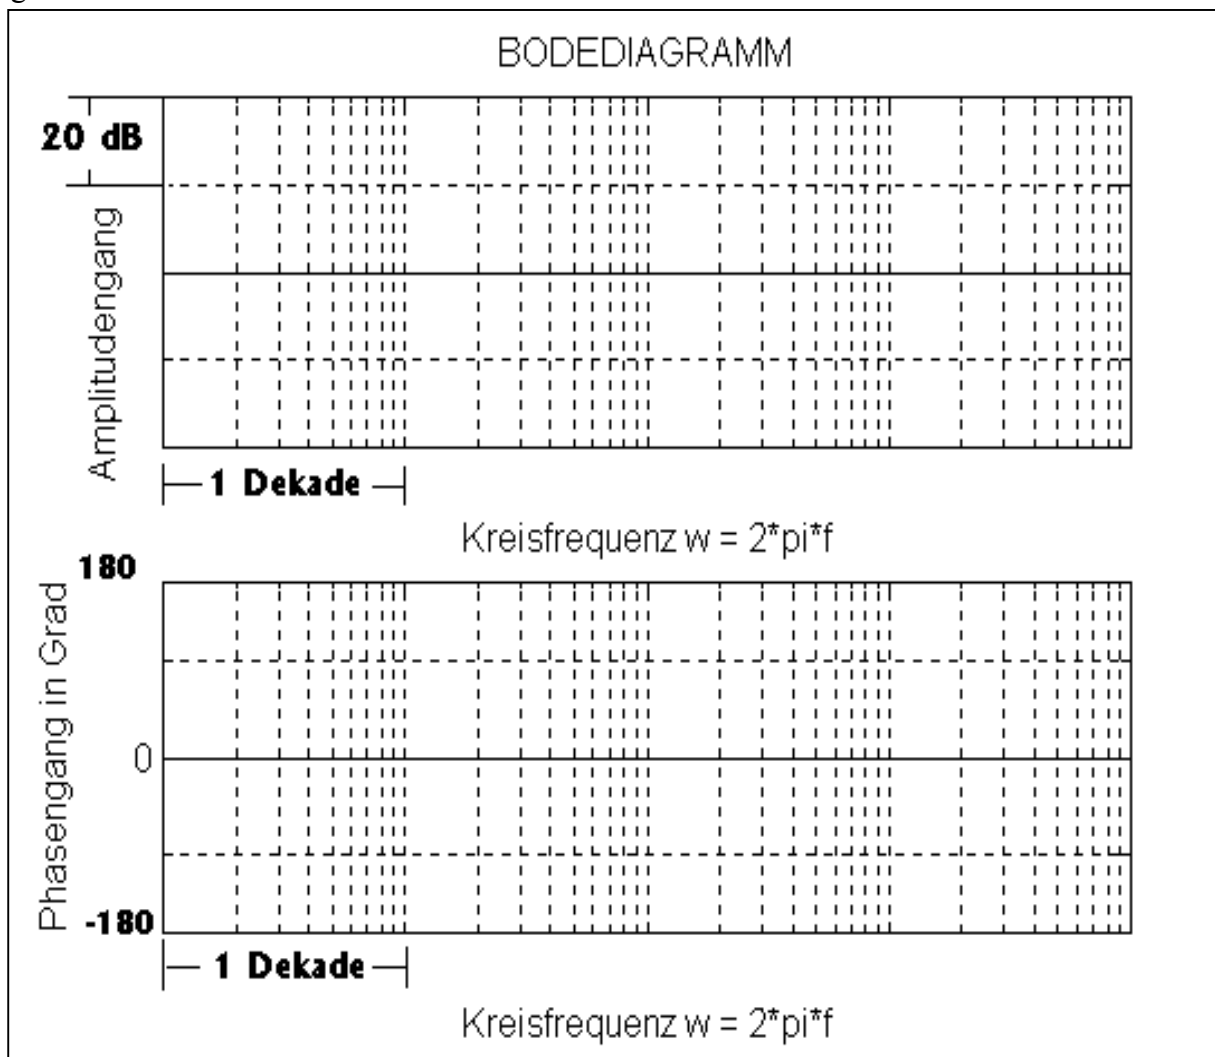 BODEDIAGRAMM
20 dB
Amplitudengang
1 Dekade
Kreisfrequenz w = 2*pi*f
180
Phasengang in Grad
0
-180
1 Dekade
Kreisfrequenz w = 2*pi*f